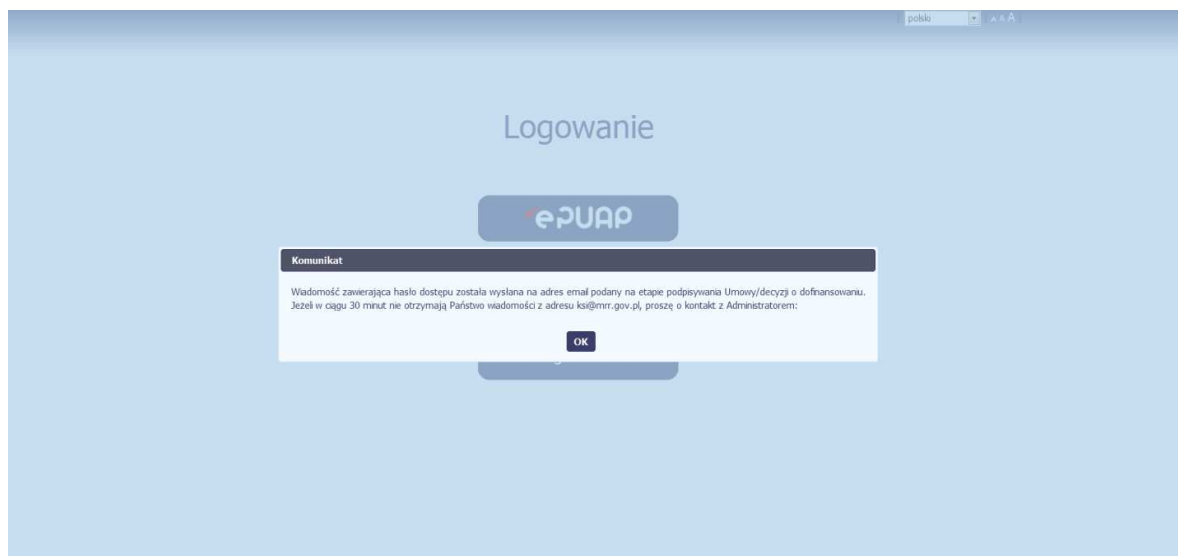 polski
A A A
Logowanie
ePUAP
Komunikat
Wiadomość zawierająca hasło dostępu została wysłana na adres email podany na etapie podpisywania Umowy/decyzji o dofinansowaniu.
Jeżeli w ciągu 30 minut nie otrzymają Państwo wiadomości z adresu ksi@mrr.gov.pl, proszę o kontakt z Administratorem:
OK